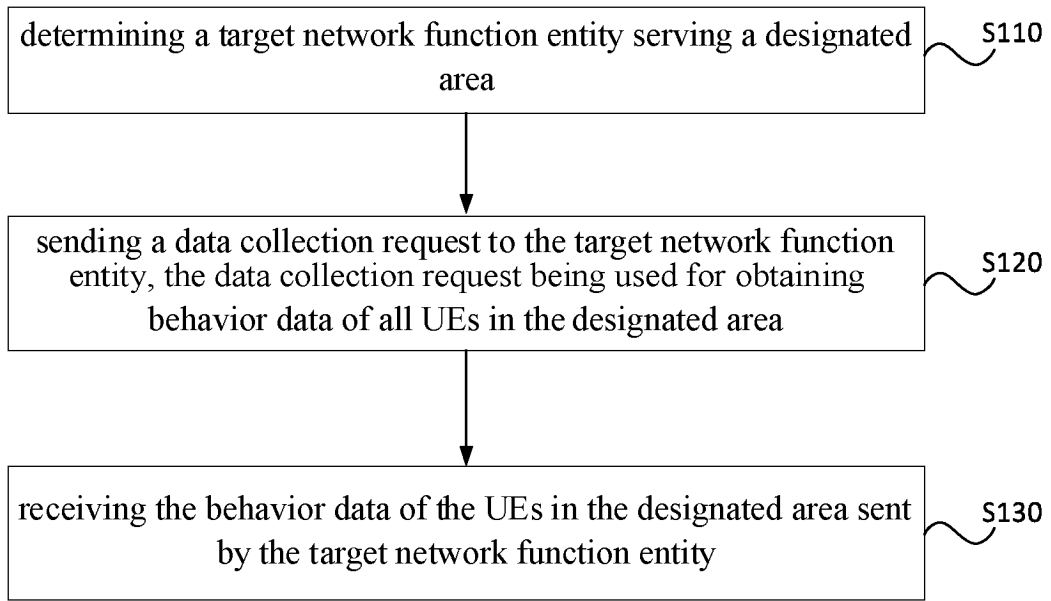 determining a target network function entity serving a designated
area
S110
sending a data collection request to the target network function
entity, the data collection request being used for obtaining
behavior data of all UEs in the designated area
S120
receiving the behavior data of the UEs in the designated area sent
by the target network function entity
S130